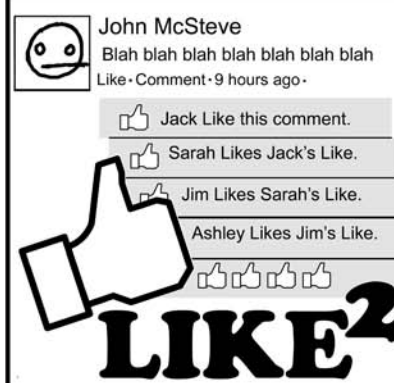 John McSteve
Blah blah blah blah blah blah blah
Like · Comment · 9 hours ago ·
Jack Like this comment.
Sarah Likes Jack's Like.
Jim Likes Sarah's Like.
Ashley Likes Jim's Like.
LIKE²